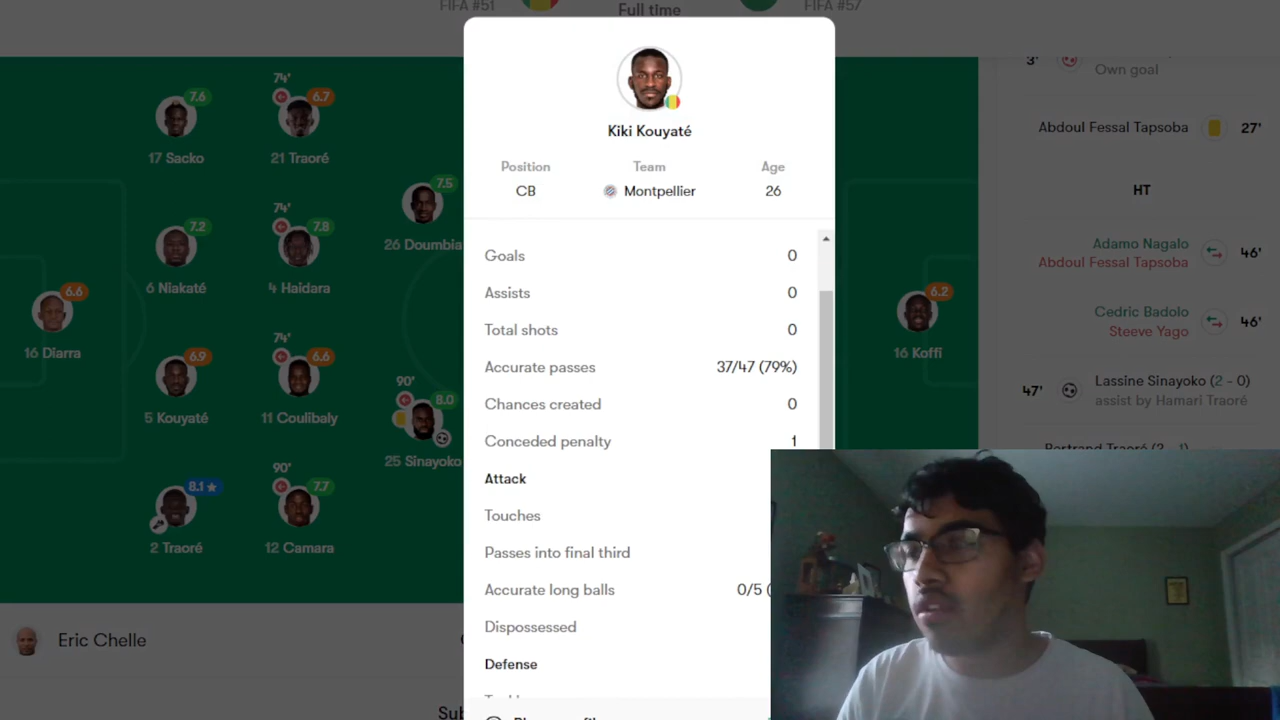 FIFA #51
Full time
FIFA #57
74'
7.6
6.7
17 Sacko
21 Traoré
7.5
26 Doumbia
74'
7.2
7.8
6 Niakaté
4 Haidara
6.6
16 Diarra
74'
6.9
6.6
5 Kouyaté
11 Coulibaly
90'
8.0
25 Sinayoko
90'
8.1
7.7
2 Traoré
12 Camara
Eric Chelle
Kiki Kouyaté
Position
Team
Age
CB
Montpellier
26
Goals
0
Assists
0
Total shots
0
Accurate passes
37/47 (79%)
Chances created
0
Conceded penalty
1
Attack
Touches
Passes into final third
Accurate long balls
0/5
Dispossessed
Defense
6.2
16 Koffi
3'
Own goal
Abdoul Fessal Tapsoba
27'
HT
Adamo Nagalo
Abdoul Fessal Tapsoba
46'
Cedric Badolo
Steeve Yago
46'
47'
Lassine Sinayoko (2 - 0)
assist by Hamari Traoré